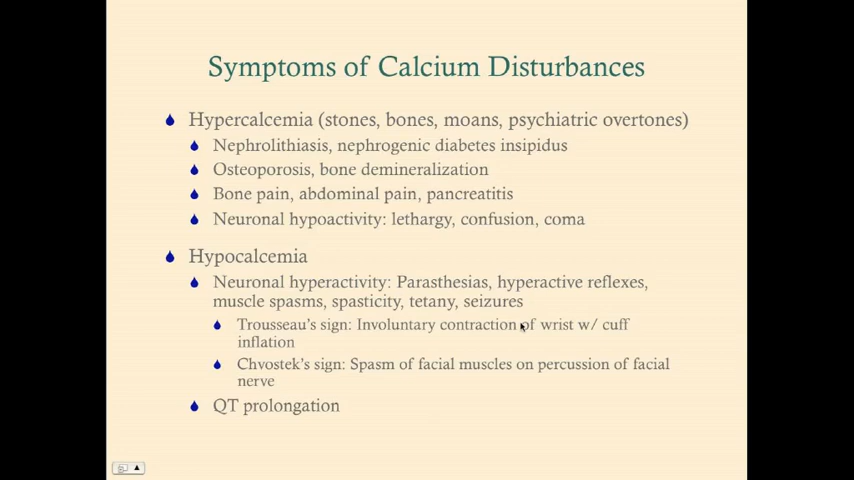 Symptoms of Calcium Disturbances
Hypercalcemia (stones, bones, moans, psychiatric overtones)
Nephrolithiasis, nephrogenic diabetes insipidus
Osteoporosis, bone demineralization
Bone pain, abdominal pain, pancreatitis
Neuronal hypoactivity: lethargy, confusion, coma
Hypocalcemia
Neuronal hyperactivity: Parasthesias, hyperactive reflexes,
muscle spasms, spasticity, tetany, seizures
Trousseau's sign: Involuntary contraction of wrist w/ cuff
inflation
Chvostek's sign: Spasm of facial muscles on percussion of facial
nerve
QT prolongation